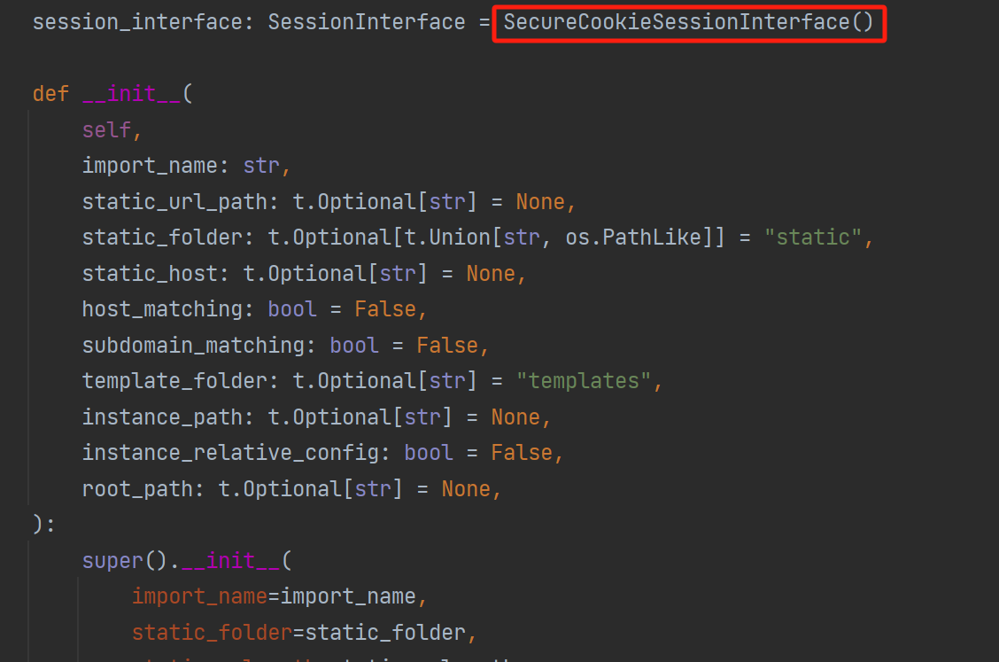 session_interface: SessionInterface = SecureCookieSessionInterface()
def __init__(
self,
import_name: str,
static_url_path: t.Optional[str] = None,
static_folder: t.Optional[t.Union[str, os.PathLike]] = "static",
static_host: t.Optional[str] = None,
host_matching: bool = False,
subdomain_matching: bool = False,
template_folder: t.Optional[str] = "templates",
instance_path: t.Optional[str] = None,
instance_relative_config: bool = False,
root_path: t.Optional[str] = None,
):
super().__init__(
import_name=import_name,
static_folder=static_folder,